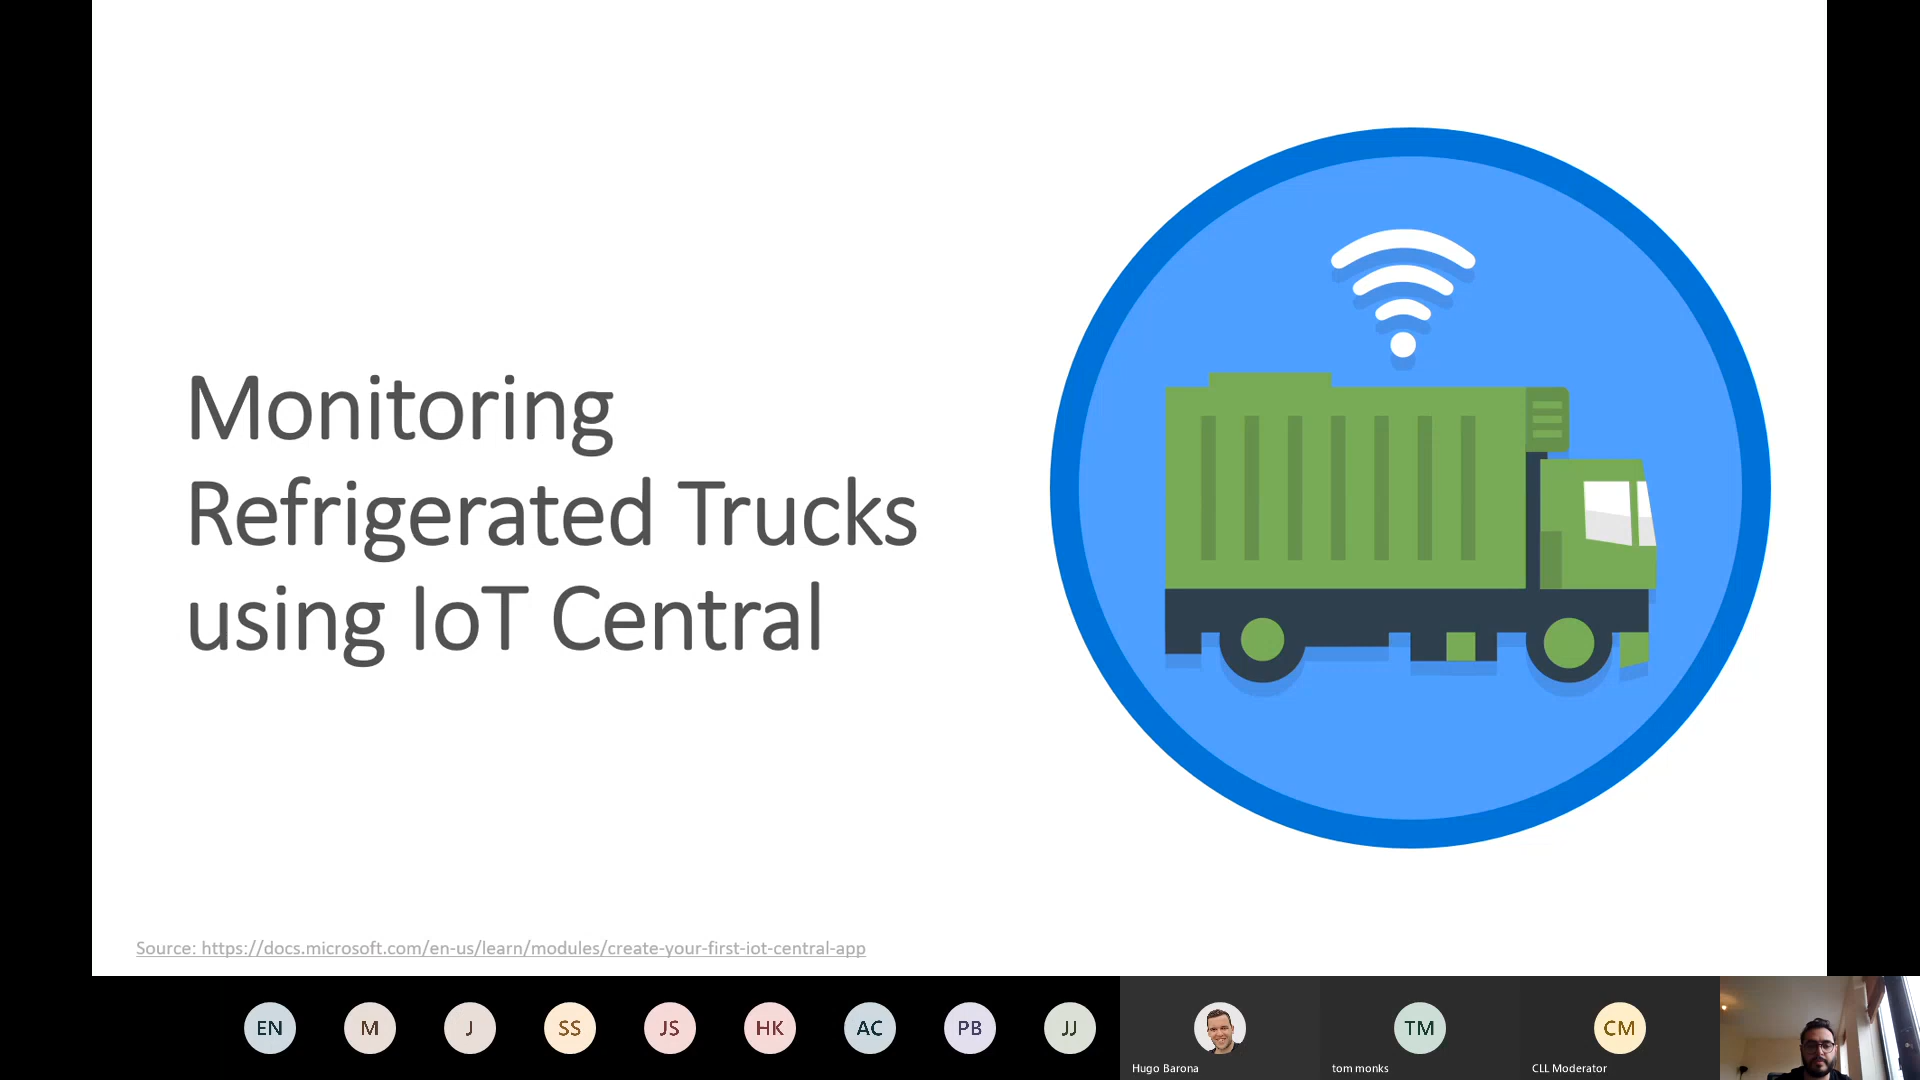 Monitoring
Refrigerated Trucks
using IoT Central
Source: https://docs.microsoft.com/en-us/learn/modules/create-your-first-iot-central-app
EN
M
J
SS
JS
HK
AC
PB
JJ
Hugo Barona
TM
tom monks
CM
CLL Moderator